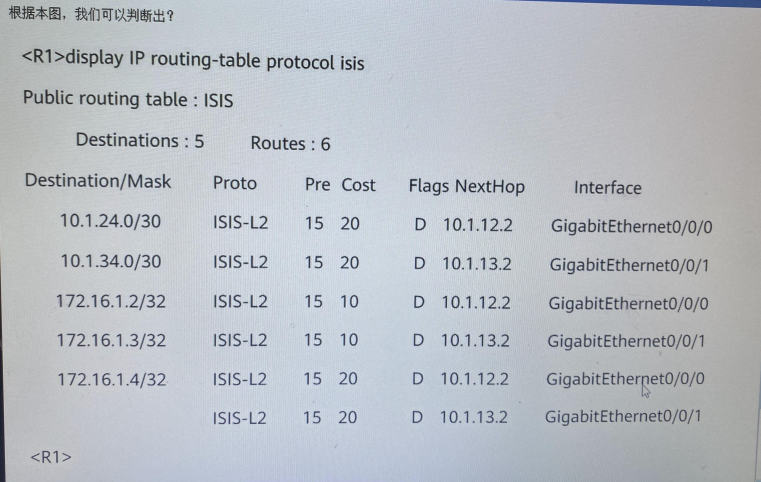 根据本图，我们可以判断出？
<R1>display IP routing-table protocol isis
Public routing table : ISIS
Destinations : 5 Routes : 6
Destination/Mask Proto Pre Cost Flags NextHop Interface
10.1.24.0/30 ISIS-L2 15 20 D 10.1.12.2 GigabitEthernet0/0/0
10.1.34.0/30 ISIS-L2 15 20 D 10.1.13.2 GigabitEthernet0/0/1
172.16.1.2/32 ISIS-L2 15 10 D 10.1.12.2 GigabitEthernet0/0/0
172.16.1.3/32 ISIS-L2 15 10 D 10.1.13.2 GigabitEthernet0/0/1
172.16.1.4/32 ISIS-L2 15 20 D 10.1.12.2 GigabitEthernet0/0/0
ISIS-L2 15 20 D 10.1.13.2 GigabitEthernet0/0/1
<R1>